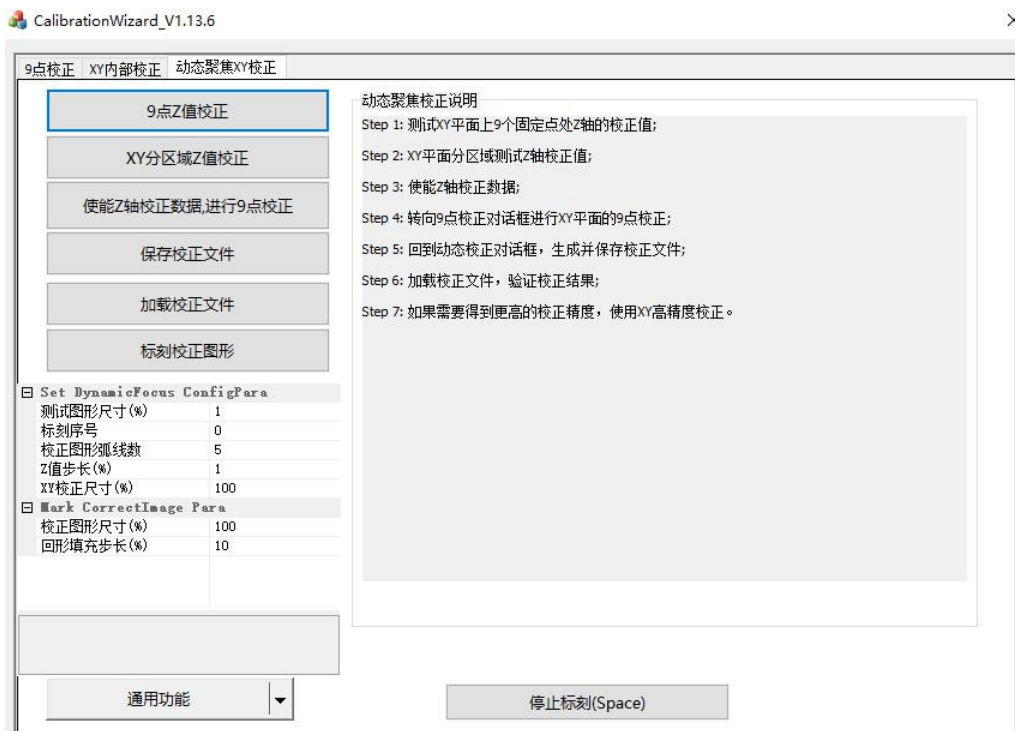 CalibrationWizard_V1.13.6
9点校正 XY内部校正 动态聚焦XY校正
9点Z值校正
XY分区域Z值校正
使能Z轴校正数据,进行9点校正
保存校正文件
加载校正文件
标刻校正图形
Set DynamicFocus ConfigPara
测试图形尺寸(%) 1
标刻序号 0
校正图形弧线数 5
Z值步长(%) 1
XY校正尺寸(%) 100
Mark CorrectImage Para
校正图形尺寸(%) 100
回形填充步长(%) 10
通用功能
动态聚焦校正说明
Step 1: 测试XY平面上9个固定点处Z轴的校正值;
Step 2: XY平面分区域测试Z轴校正值;
Step 3: 使能Z轴校正数据;
Step 4: 转向9点校正对话框进行XY平面的9点校正;
Step 5: 回到动态校正对话框，生成并保存校正文件;
Step 6: 加载校正文件，验证校正结果;
Step 7: 如果需要得到更高的校正精度，使用XY高精度校正。
停止标刻(Space)